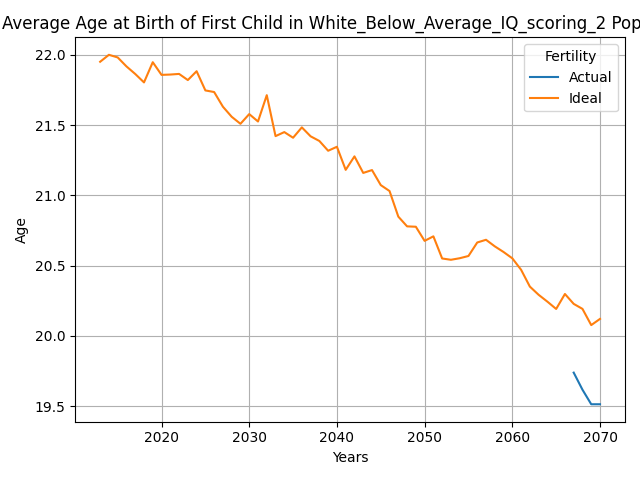 Average Age at Birth of First Child in White_Below_Average_IQ_scoring_2 Pop
Fertility
Actual
Ideal
22.0
21.5
21.0
20.5
20.0
19.5
Age
2020 2030 2040 2050 2060 2070
Years